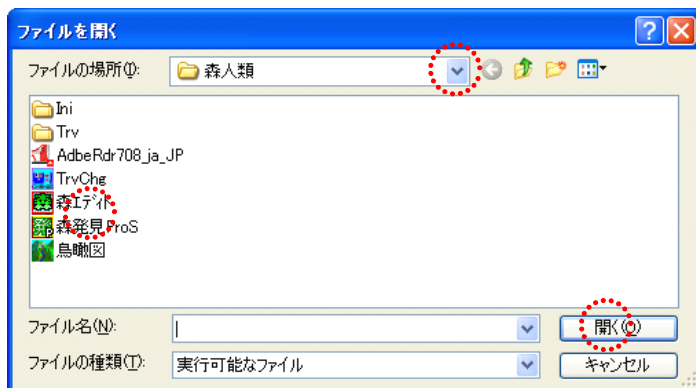 ファイルを開く
ファイルの場所(I):
森人類
Ini
Trv
AdbeRdr708_ja_JP
TrvChg
森エディト
森発見ProS
鳥瞰図
ファイル名(N):
開く(O)
ファイルの種類(T):
実行可能なファイル
キャンセル